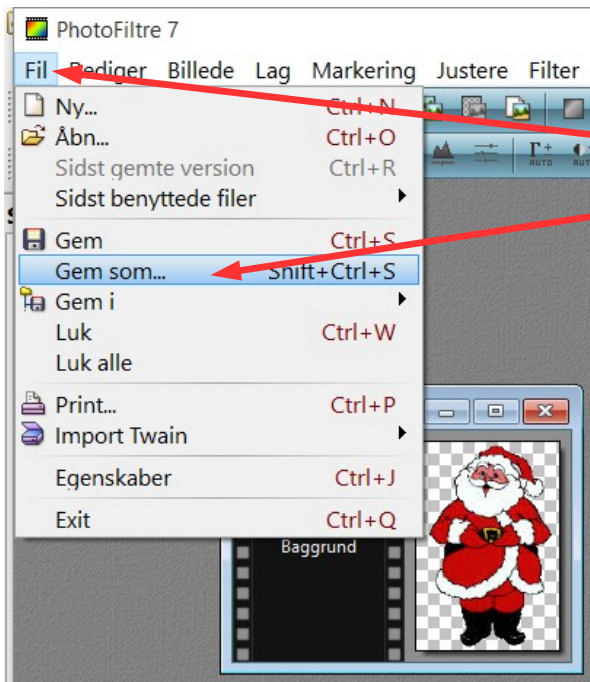 PhotoFiltre 7
Fil Rediger Billede Lag Markering Justere Filter
Ny... Ctrl+N
Åbn... Ctrl+O
Sidst gemte version Ctrl+R
Sidst benyttede filer
Gem Ctrl+S
Gem som... Shift+Ctrl+S
Gem i
Luk Ctrl+W
Luk alle
Print... Ctrl+P
Import Twain
Egenskaber Ctrl+J
Exit Ctrl+Q
AUTO
Baggrund